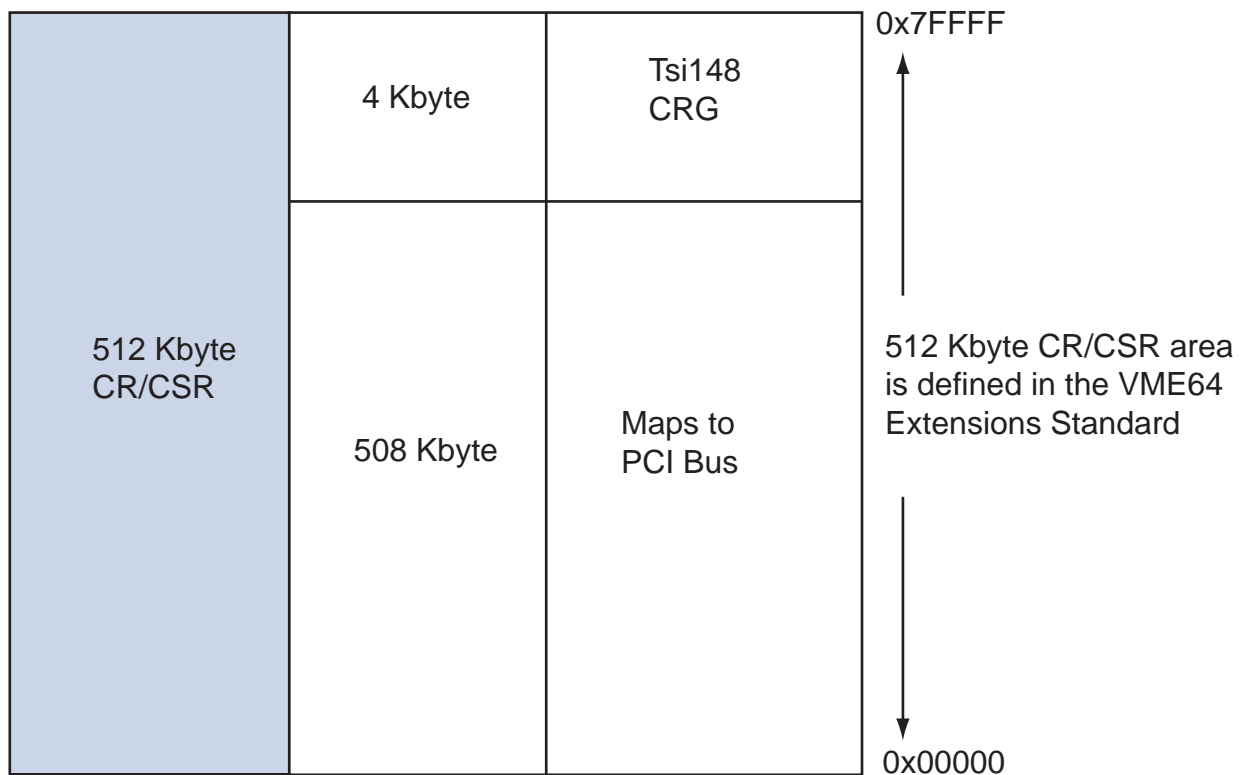 0x7FFFF
4 Kbyte
Tsi148
CRG
512 Kbyte
CR/CSR
508 Kbyte
Maps to
PCI Bus
512 Kbyte CR/CSR area
is defined in the VME64
Extensions Standard
0x00000